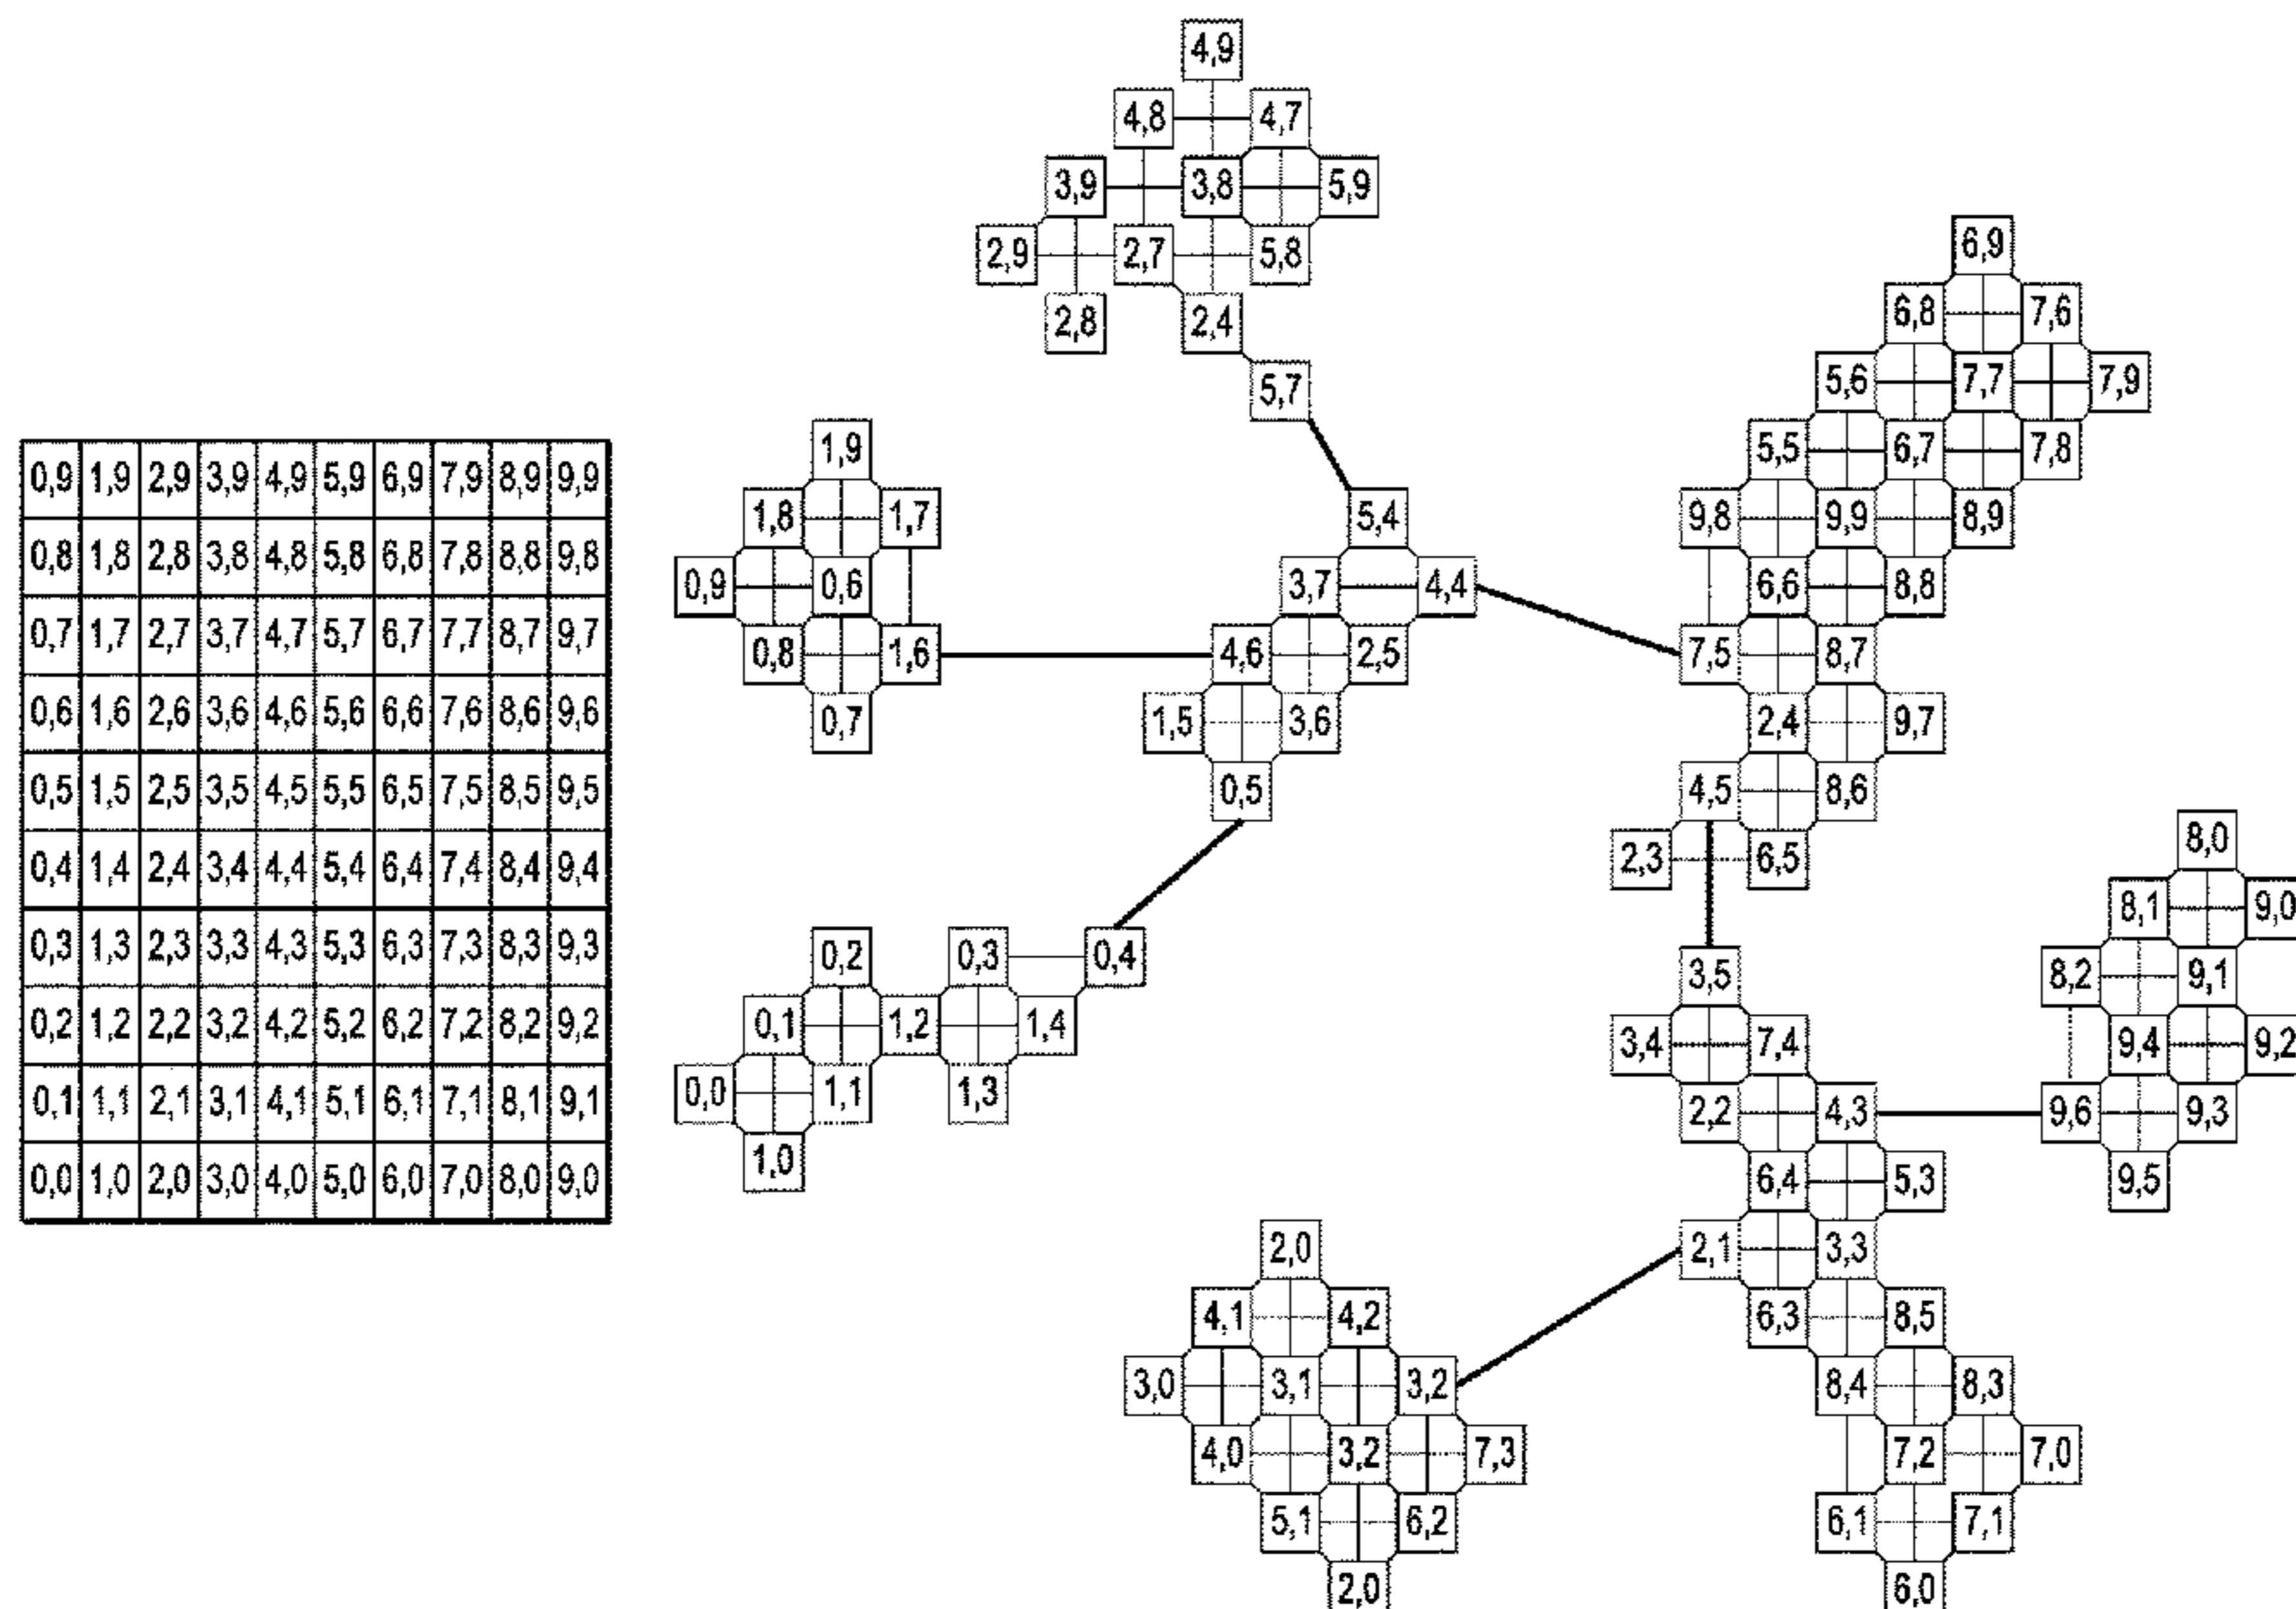 0,9 1,9 2,9 3,9 4,9 5,9 6,9 7,9 8,9 9,9
0,8 1,8 2,8 3,8 4,8 5,8 6,8 7,8 8,8 9,8
0,7 1,7 2,7 3,7 4,7 5,7 6,7 7,7 8,7 9,7
0,6 1,6 2,6 3,6 4,6 5,6 6,6 7,6 8,6 9,6
0,5 1,5 2,5 3,5 4,5 5,5 6,5 7,5 8,5 9,5
0,4 1,4 2,4 3,4 4,4 5,4 6,4 7,4 8,4 9,4
0,3 1,3 2,3 3,3 4,3 5,3 6,3 7,3 8,3 9,3
0,2 1,2 2,2 3,2 4,2 5,2 6,2 7,2 8,2 9,2
0,1 1,1 2,1 3,1 4,1 5,1 6,1 7,1 8,1 9,1
0,0 1,0 2,0 3,0 4,0 5,0 6,0 7,0 8,0 9,0
4,9
4,8 4,7
3,9 3,8 5,9
2,9 2,7 5,8
2,8 2,4
5,7
1,9
1,8 1,7
0,9 0,6
0,8 1,6
0,7
5,4
3,7 4,4
4,6 2,5
1,5 3,6
0,5
0,2 0,3 0,4
0,1 1,2 1,4
0,0 1,1 1,3
1,0
6,9
6,8 7,6
5,6 7,7 7,9
5,5 6,7 7,8
9,8 9,9 8,9
6,6 8,8
7,5 8,7
2,4 9,7
4,5 8,6
2,3 6,5
3,5
3,4 7,4
2,2 4,3
6,4 5,3
2,1 3,3
6,3 8,5
8,4 8,3
7,2 7,0
6,1 7,1
6,0
8,0
8,1 9,0
8,2 9,1
9,4 9,2
9,6 9,3
9,5
2,0
4,1 4,2
3,0 3,1 3,2
4,0 3,2 7,3
5,1 6,2
2,0